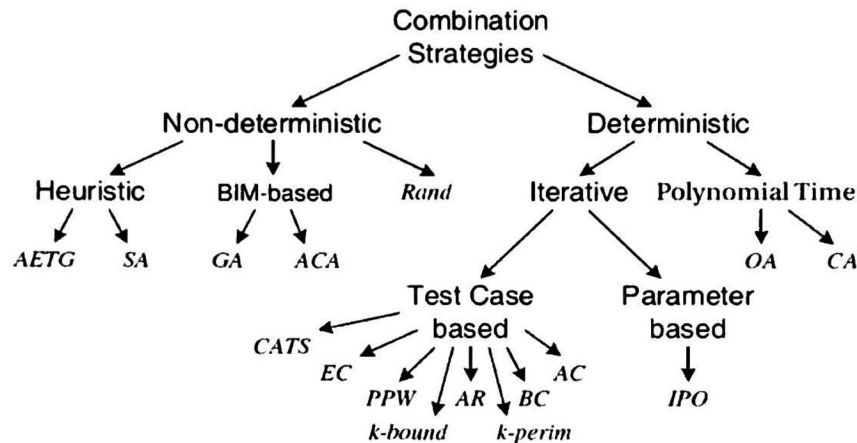 Combination
Strategies
Non-deterministic
Deterministic
Heuristic
BIM-based
Rand
Iterative
Polynomial Time
AETG
SA
GA
ACA
OA
CA
Test Case
based
Parameter
based
CATS
EC
PPW
AR
BC
AC
IPO
k-bound
k-perim